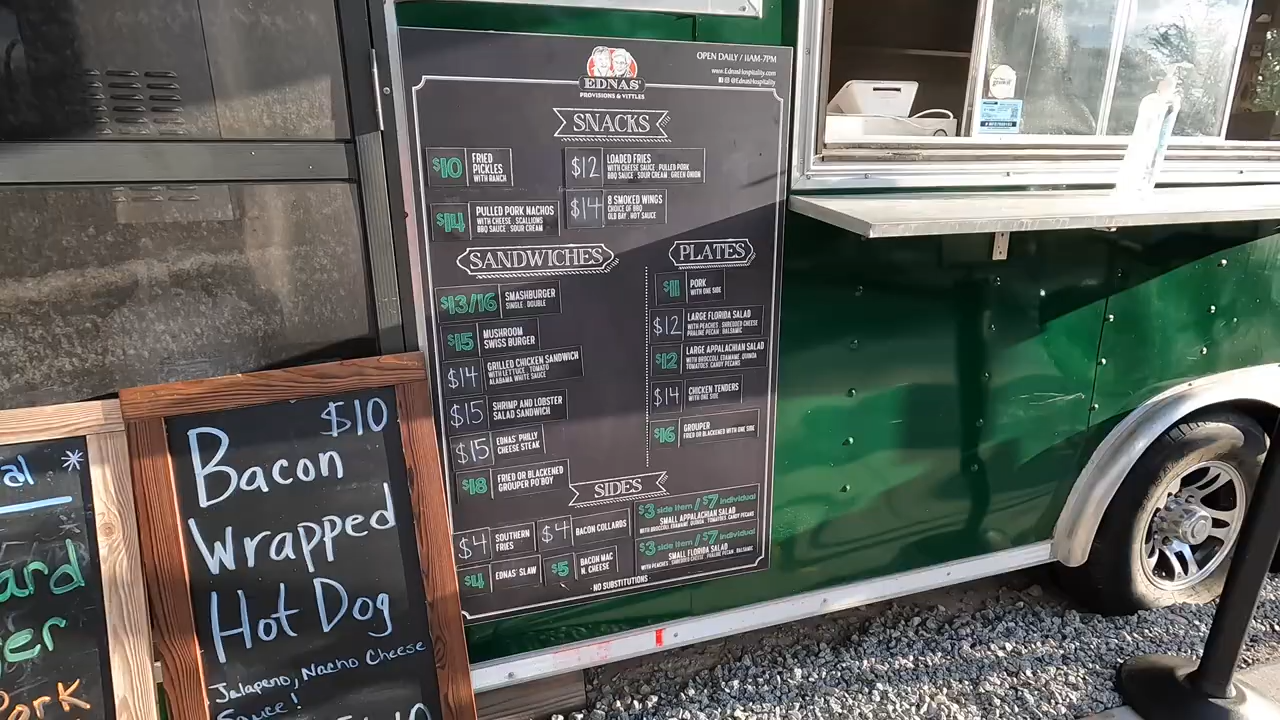 OPEN DAILY / 11AM-7PM
www.EdnasHospitality.com
@EdnasHospitality
EDNAS'
PROVISIONS & VITTLES
SNACKS
$10 FRIED
PICKLES
WITH RANCH
$12 LOADED FRIES
WITH CHEESE SAUCE . PULLED PORK
BBQ SAUCE . SOUR CREAM . GREEN ONION
$14 PULLED PORK NACHOS
WITH CHEESE . SCALLIONS
BBQ SAUCE . SOUR CREAM
$14 8 SMOKED WINGS
CHOICE OF BBQ
OLD BAY . HOT SAUCE
SANDWICHES
$13/16 SMASHBURGER
SINGLE . DOUBLE
$15 MUSHROOM
SWISS BURGER
$14 GRILLED CHICKEN SANDWICH
WITH LETTUCE . TOMATO
ALABAMA WHITE SAUCE
$15 SHRIMP AND LOBSTER
SALAD SANDWICH
$15 EDNAS' PHILLY
CHEESE STEAK
$18 FRIED OR BLACKENED
GROUPER PO'BOY
PLATES
$11 PORK
WITH ONE SIDE
$12 LARGE FLORIDA SALAD
WITH PEACHES . SHREDDED CHEESE
PRALINE PECAN . BALSAMIC
$12 LARGE APPALACHIAN SALAD
WITH BROCCOLI . EDAMAME . QUINOA
TOMATOES . CANDY PECANS
$14 CHICKEN TENDERS
WITH ONE SIDE
$16 GROUPER
FRIED OR BLACKENED WITH ONE SIDE
SIDES
$4 SOUTHERN
FRIES
$4 BACON COLLARDS
$4 EDNAS' SLAW
$5 BACON MAC
N. CHEESE
$3 side item / $7 individual
SMALL APPALACHIAN SALAD
WITH BROCCOLI . EDAMAME . QUINOA . TOMATOES . CANDY PECANS
$3 side item / $7 individual
SMALL FLORIDA SALAD
WITH PEACHES . SHREDDED CHEESE . PRALINE PECAN . BALSAMIC
· NO SUBSTITUTIONS ·
$10
Bacon
Wrapped
Hot Dog
Jalapeno, Nacho Cheese
Sauce!
al
ard
er
Pork